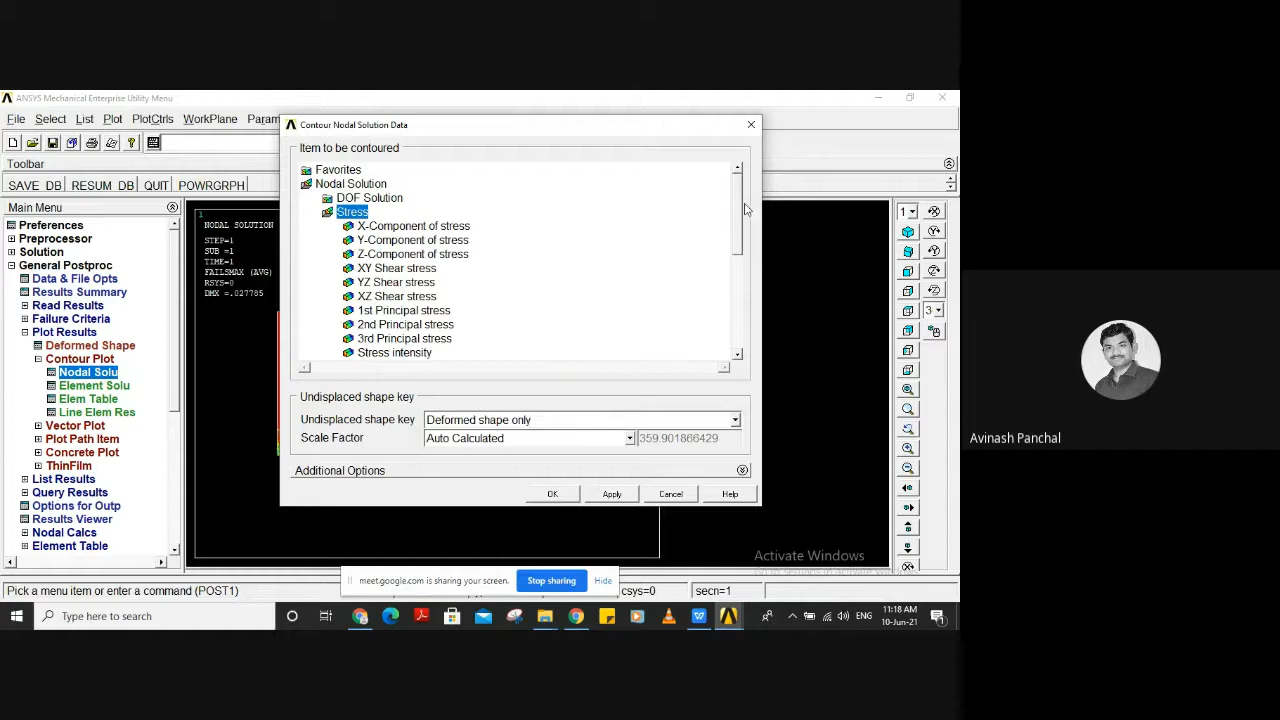 ANSYS Mechanical Enterprise Utility Menu
File Select List Plot PlotCtrls WorkPlane Param
Toolbar
SAVE_DB RESUM_DB QUIT POWRGRPH
Main Menu
Preferences
Preprocessor
Solution
General Postproc
Data & File Opts
Results Summary
Read Results
Failure Criteria
Plot Results
Deformed Shape
Contour Plot
Nodal Solu
Element Solu
Elem Table
Line Elem Res
Vector Plot
Plot Path Item
Concrete Plot
ThinFilm
List Results
Query Results
Options for Outp
Results Viewer
Nodal Calcs
Element Table
1
NODAL SOLUTION
STEP=1
SUB =1
TIME=1
FAILSMAX (AVG)
RSYS=0
DMX =.027785
Contour Nodal Solution Data
Item to be contoured
Favorites
Nodal Solution
DOF Solution
Stress
X-Component of stress
Y-Component of stress
Z-Component of stress
XY Shear stress
YZ Shear stress
XZ Shear stress
1st Principal stress
2nd Principal stress
3rd Principal stress
Stress intensity
Undisplaced shape key
Undisplaced shape key Deformed shape only
Scale Factor Auto Calculated 359.901866429
Additional Options
OK Apply Cancel Help
1
3
Activate Windows
meet.google.com is sharing your screen. Stop sharing Hide
Pick a menu item or enter a command (POST1) csys=0 secn=1
Type here to search
ENG
11:18 AM
10-Jun-21
1
Avinash Panchal